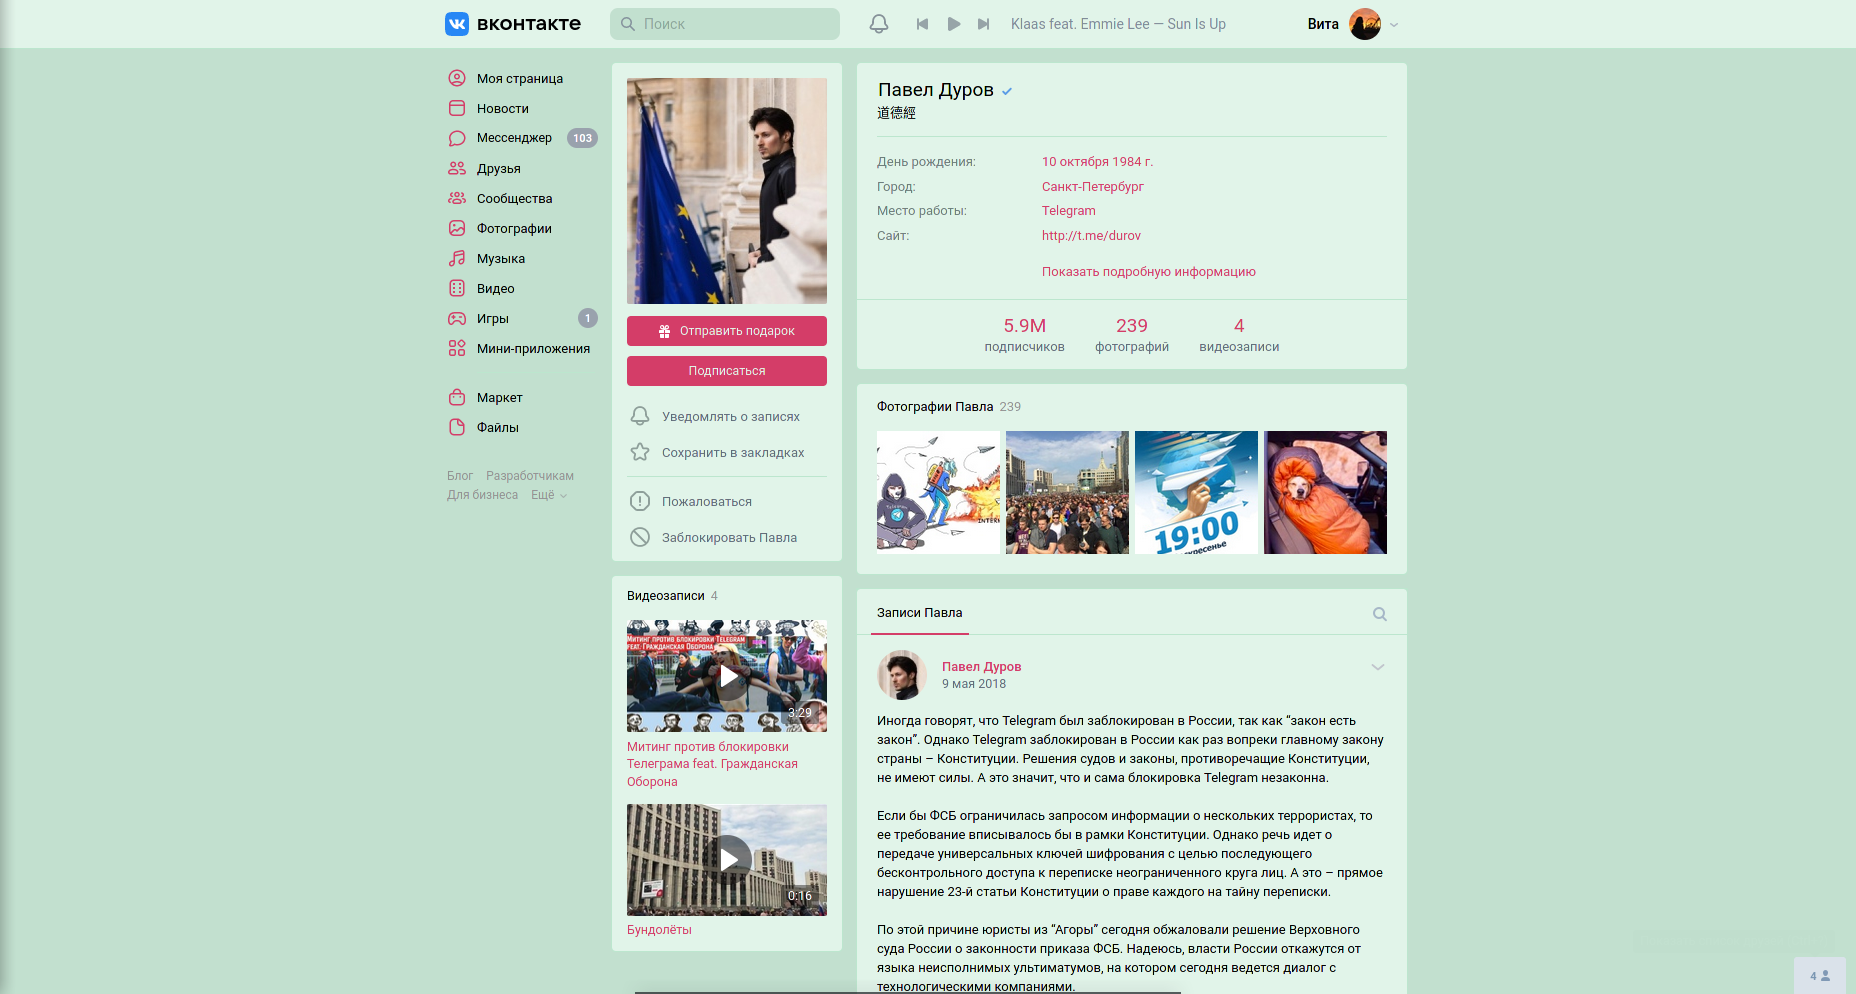 вконтакте
Поиск
Klaas feat. Emmie Lee — Sun Is Up
Вита
Моя страница
Новости
Мессенджер 103
Друзья
Сообщества
Фотографии
Музыка
Видео
Игры 1
Мини-приложения
Маркет
Файлы
Блог Разработчикам
Для бизнеса Ещё
Отправить подарок
Подписаться
Уведомлять о записях
Сохранить в закладках
Пожаловаться
Заблокировать Павла
Видеозаписи 4
Митинг против блокировки Telegram
feat. Гражданская Оборона
3:29
Митинг против блокировки
Телеграма feat. Гражданская
Оборона
0:16
Бундолёты
Павел Дуров
道德經
День рождения: 10 октября 1984 г.
Город: Санкт-Петербург
Место работы: Telegram
Сайт: http://t.me/durov
Показать подробную информацию
5.9M 239 4
подписчиков фотографий видеозаписи
Фотографии Павла 239
Telegram
INTERN
19:00
скресенье
Записи Павла
Павел Дуров
9 мая 2018
Иногда говорят, что Telegram был заблокирован в России, так как “закон есть
закон”. Однако Telegram заблокирован в России как раз вопреки главному закону
страны – Конституции. Решения судов и законы, противоречащие Конституции,
не имеют силы. А это значит, что и сама блокировка Telegram незаконна.
Если бы ФСБ ограничилась запросом информации о нескольких террористах, то
ее требование вписывалось бы в рамки Конституции. Однако речь идет о
передаче универсальных ключей шифрования с целью последующего
бесконтрольного доступа к переписке неограниченного круга лиц. А это – прямое
нарушение 23-й статьи Конституции о праве каждого на тайну переписки.
По этой причине юристы из “Агоры” сегодня обжаловали решение Верховного
суда России о законности приказа ФСБ. Надеюсь, власти России откажутся от
языка неисполнимых ультиматумов, на котором сегодня ведется диалог с
технологическими компаниями.
4